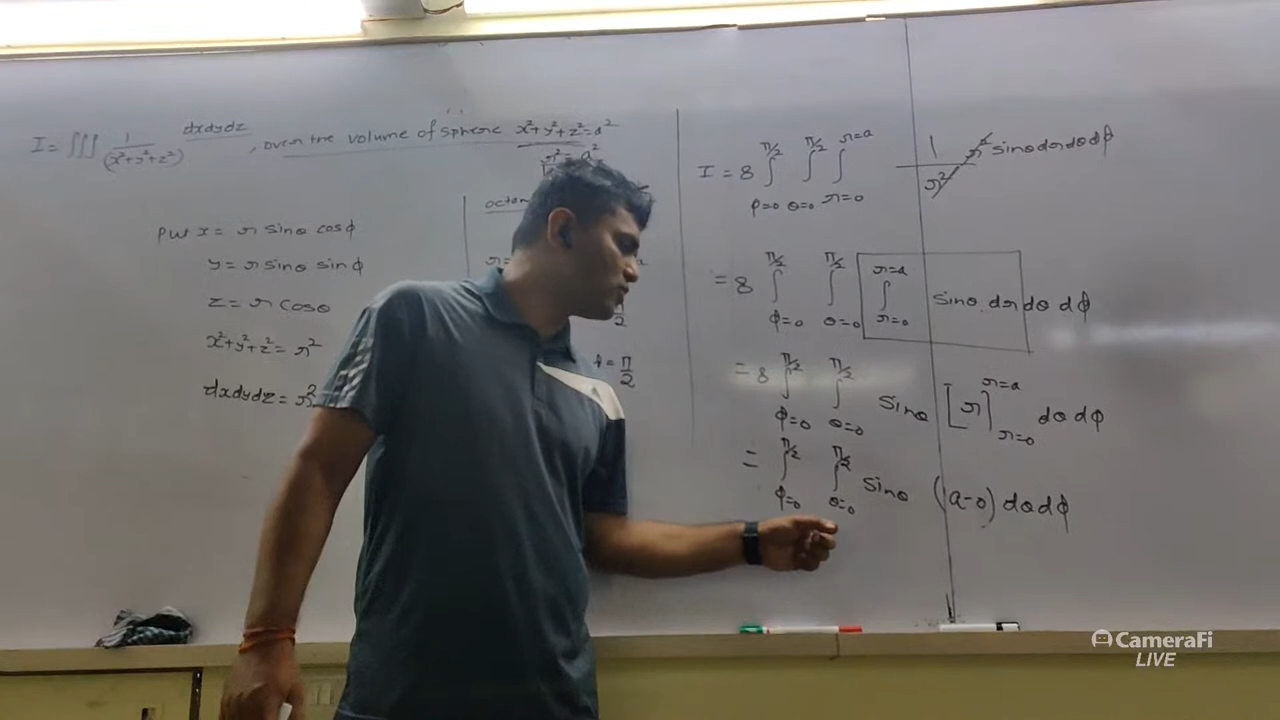 I = ∭ 1/(x²+y²+z²) dxdydz , over the volume of sphere x²+y²+z²=a²
r²=a²
Put x = r sinθ cosϕ
y = r sinθ sinϕ
z = r cosθ
x²+y²+z² = r²
dxdydz = r²
π/2
π/2
I = 8 ∫_{ϕ=0}^{π/2} ∫_{θ=0}^{π/2} ∫_{r=0}^{r=a} 1/r² r² sinθ dr dθ dϕ
= 8 ∫_{ϕ=0}^{π/2} ∫_{θ=0}^{π/2} ∫_{r=0}^{r=a} sinθ. dr dθ dϕ
= 8 ∫_{ϕ=0}^{π/2} ∫_{θ=0}^{π/2} sinθ [r]_{r=0}^{r=a} dθ dϕ
= ∫_{ϕ=0}^{π/2} ∫_{θ=0}^{π/2} sinθ (a-0) dθ dϕ
CameraFi
LIVE